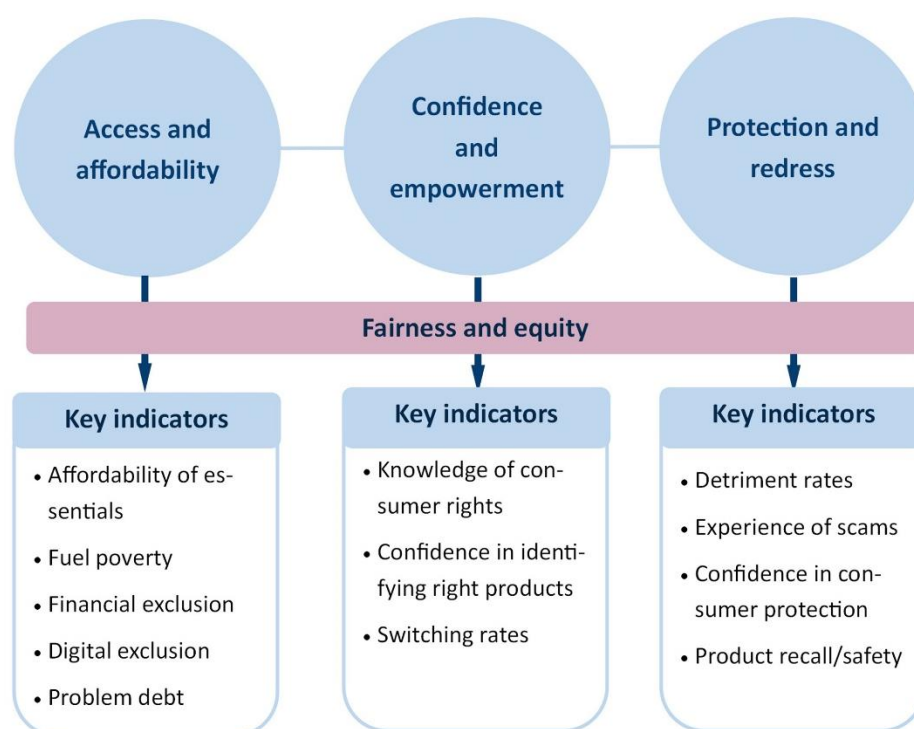 Access and
affordability
Confidence
and
empowerment
Protection and
redress
Fairness and equity
Key indicators
• Affordability of es-
sentials
• Fuel poverty
• Financial exclusion
• Digital exclusion
• Problem debt
Key indicators
• Knowledge of con-
sumer rights
• Confidence in identi-
fying right products
• Switching rates
Key indicators
• Detriment rates
• Experience of scams
• Confidence in con-
sumer protection
• Product recall/safety